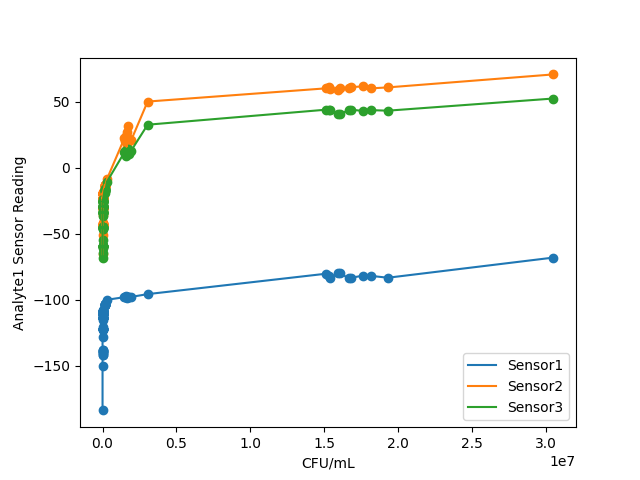 50
0
−50
−100
−150
Analyte1 Sensor Reading
Sensor1
Sensor2
Sensor3
0.0 0.5 1.0 1.5 2.0 2.5 3.0
1e7
CFU/mL